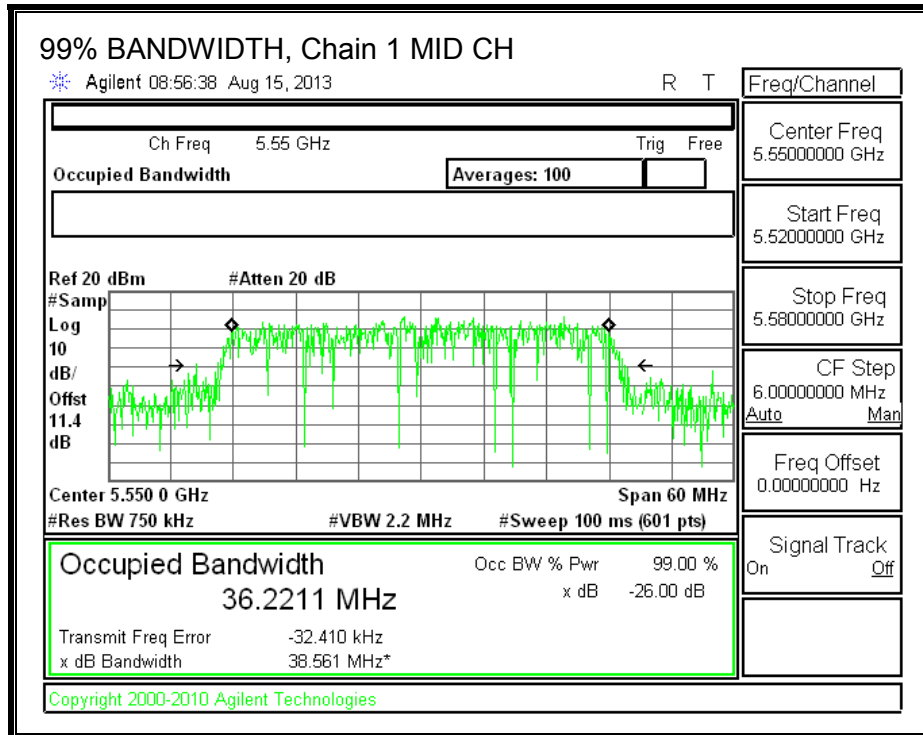 99% BANDWIDTH, Chain 1 MID CH
Agilent 08:56:38 Aug 15, 2013 R T
Freq/Channel
Ch Freq 5.55 GHz Trig Free
Occupied Bandwidth Averages: 100
Center Freq
5.55000000 GHz
Start Freq
5.52000000 GHz
Stop Freq
5.58000000 GHz
CF Step
6.00000000 MHz
Auto Man
Freq Offset
0.00000000 Hz
Signal Track
On Off
Ref 20 dBm #Atten 20 dB
#Samp
Log
10
dB/
Offst
11.4
dB
Center 5.550 0 GHz Span 60 MHz
#Res BW 750 kHz #VBW 2.2 MHz #Sweep 100 ms (601 pts)
Occupied Bandwidth Occ BW % Pwr 99.00 %
36.2211 MHz x dB -26.00 dB
Transmit Freq Error -32.410 kHz
x dB Bandwidth 38.561 MHz*
Copyright 2000-2010 Agilent Technologies